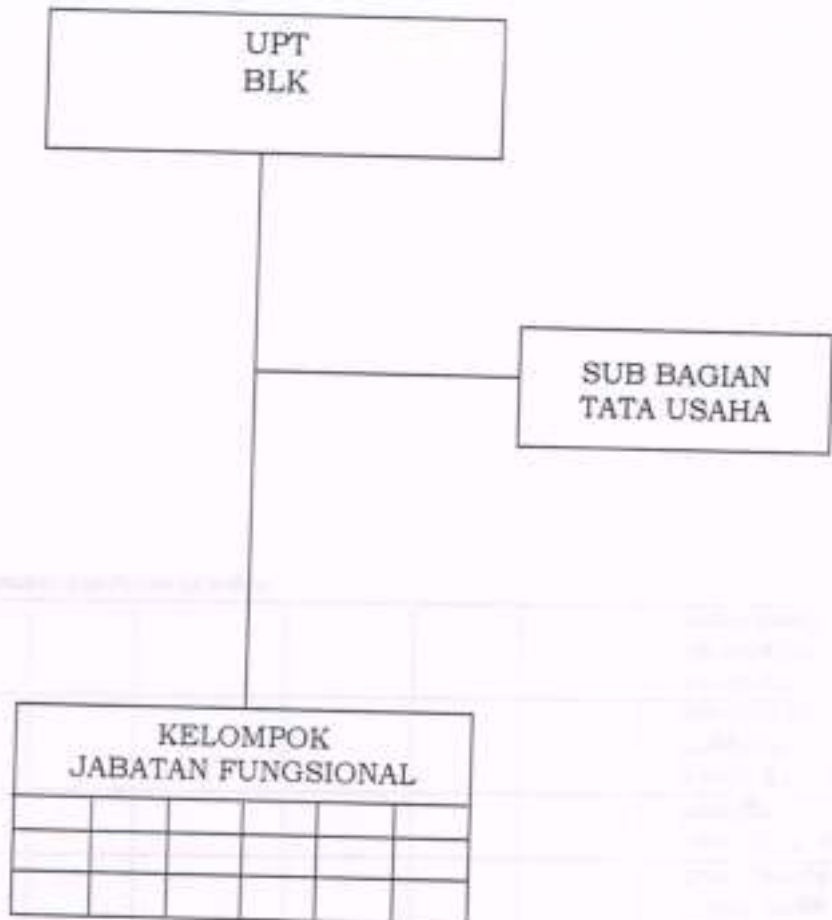 UPT
BLK
SUB BAGIAN
TATA USAHA
KELOMPOK
JABATAN FUNGSIONAL